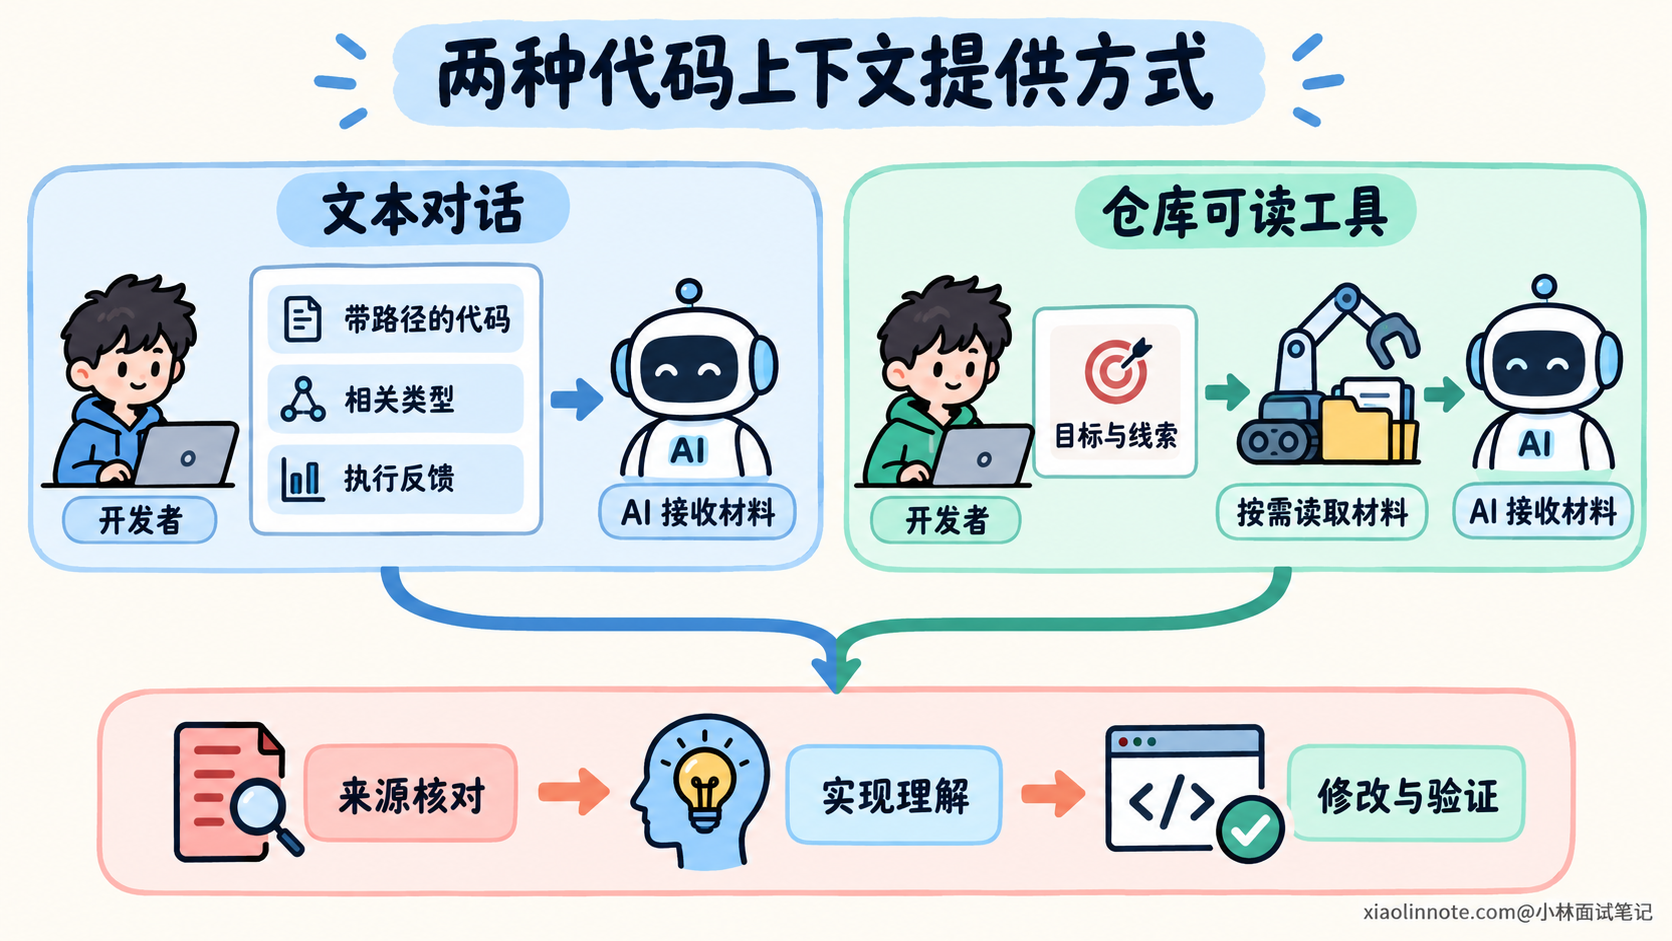 两种代码上下文提供方式
文本对话
带路径的代码
相关类型
执行反馈
AI
开发者
AI 接收材料
仓库可读工具
目标与线索
AI
开发者
按需读取材料
AI 接收材料
来源核对
实现理解
</>
修改与验证
xiaolinnote.com@小林面试笔记